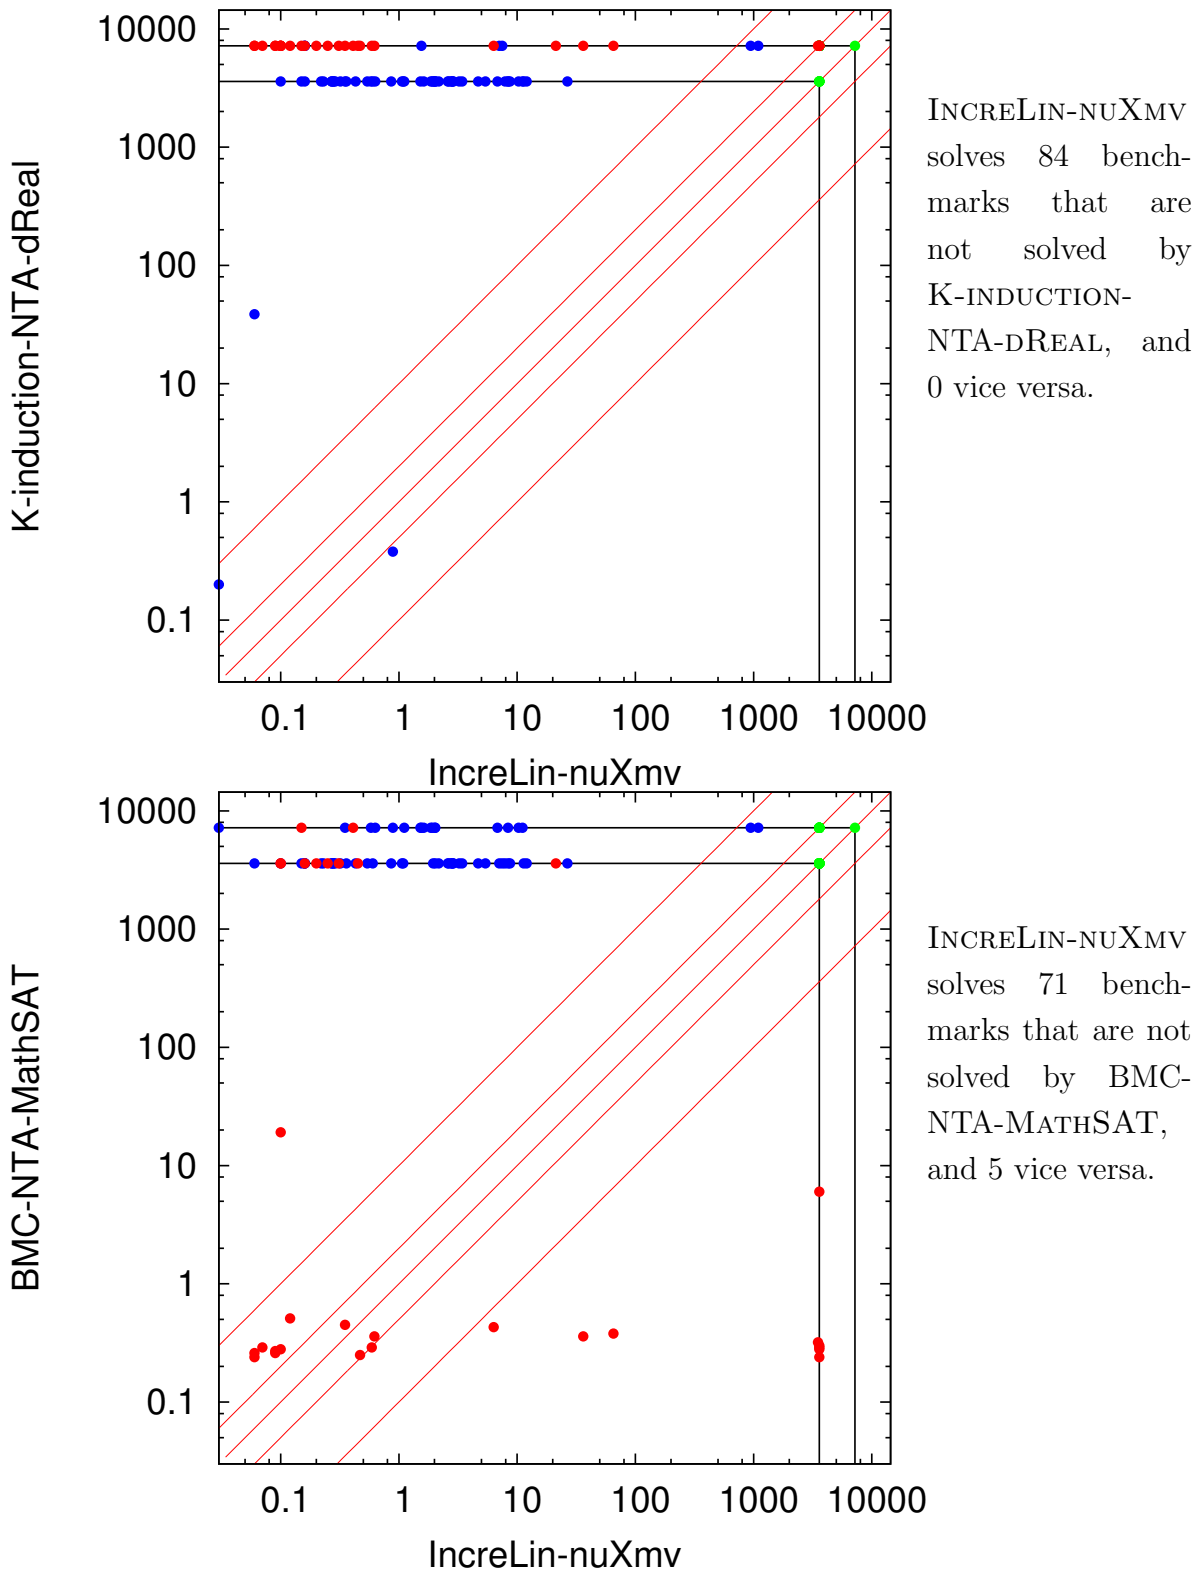 10000
1000
100
10
1
0.1
K-induction-NTA-dReal
0.1 1 10 100 1000 10000
IncreLin-nuXmv
INCRELIN-NUXMV
solves 84 bench-
marks that are
not solved by
K-INDUCTION-
NTA-DREAL, and
0 vice versa.
10000
1000
100
10
1
0.1
BMC-NTA-MathSAT
0.1 1 10 100 1000 10000
IncreLin-nuXmv
INCRELIN-NUXMV
solves 71 bench-
marks that are not
solved by BMC-
NTA-MATHSAT,
and 5 vice versa.